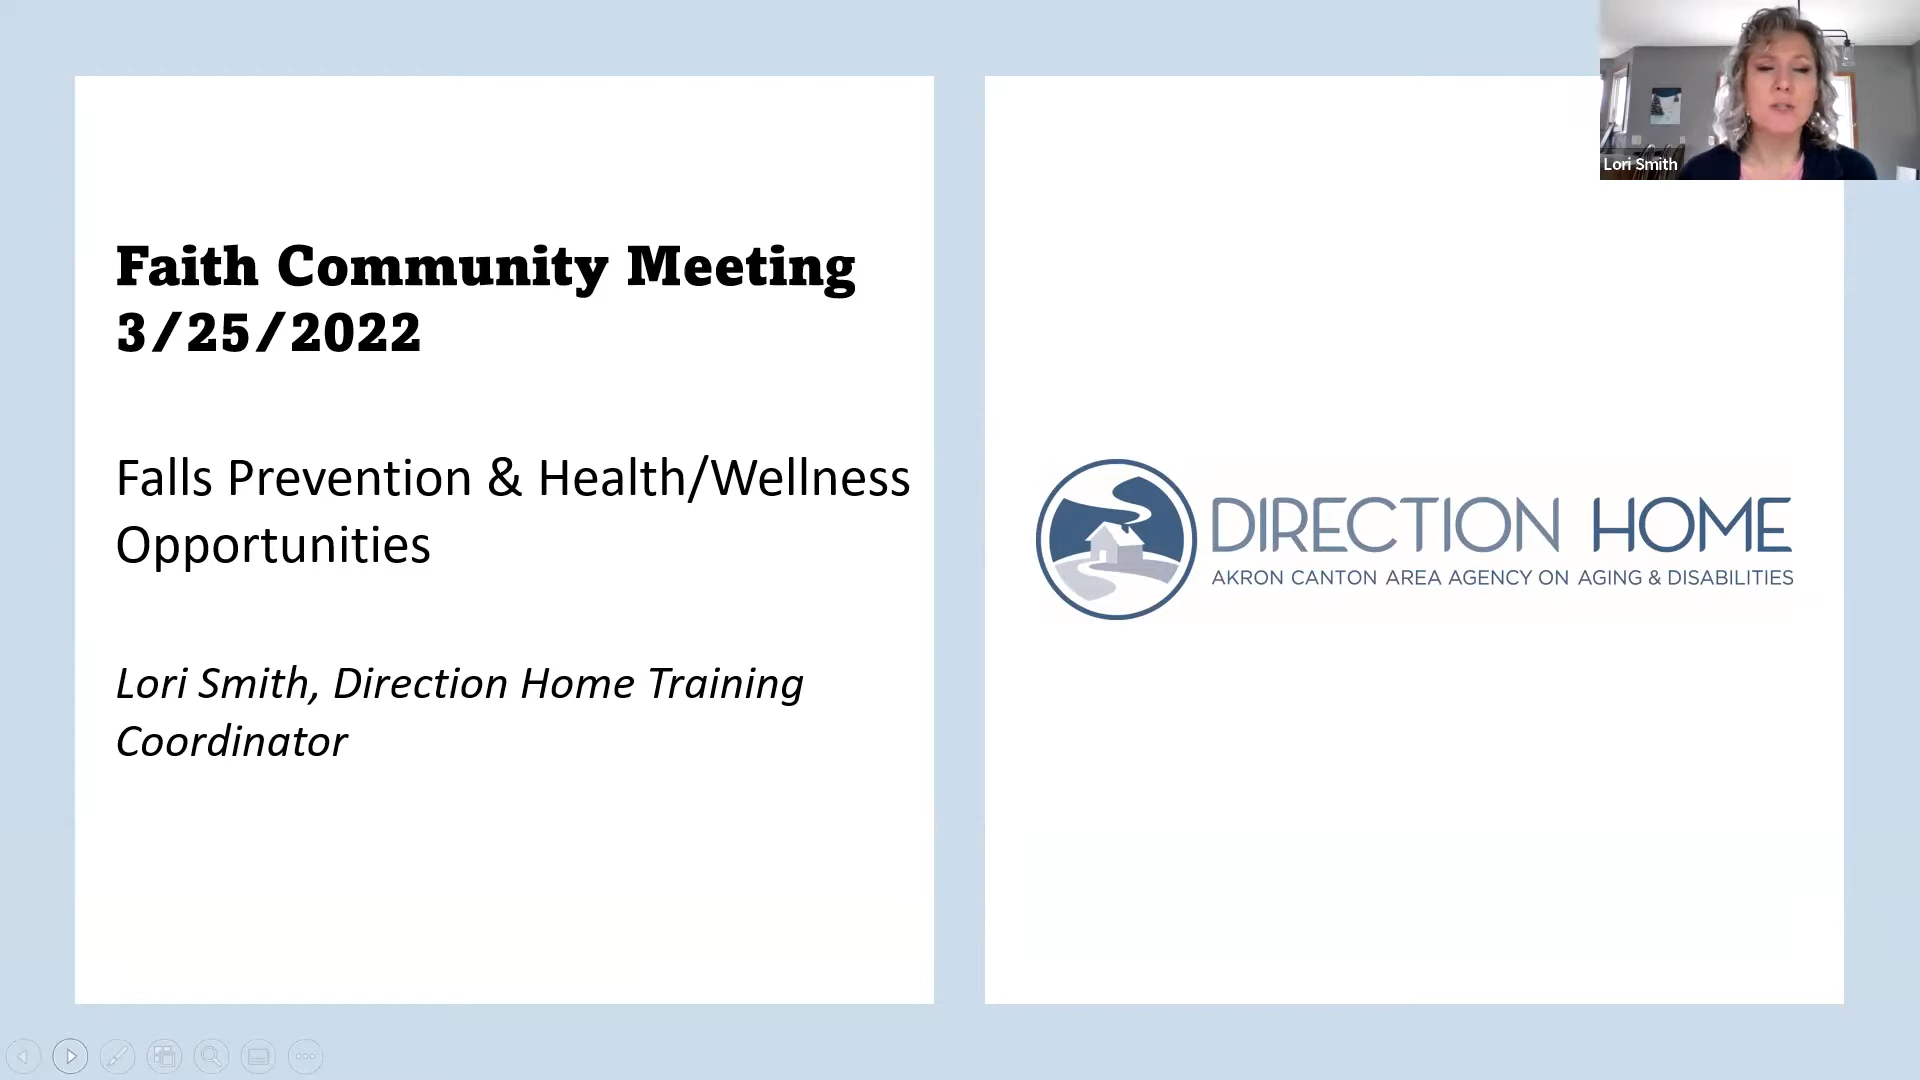 Faith Community Meeting
3/25/2022
Falls Prevention & Health/Wellness
Opportunities
Lori Smith, Direction Home Training
Coordinator
DIRECTION HOME
AKRON CANTON AREA AGENCY ON AGING & DISABILITIES
Lori Smith